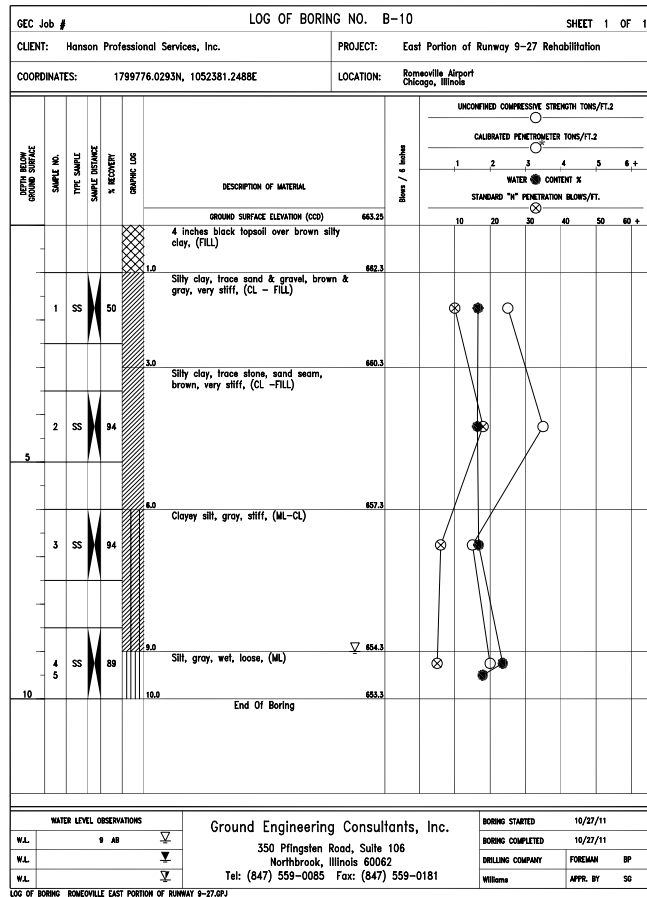 GEC Job #
LOG OF BORING NO. B-10
SHEET 1 OF 1
CLIENT: Hanson Professional Services, Inc.
PROJECT: East Portion of Runway 9-27 Rehabilitation
COORDINATES: 1799776.0293N, 1052381.2488E
LOCATION: Romeoville Airport
Chicago, Illinois
DEPTH BELOW
GROUND SURFACE
SAMPLE NO.
TYPE SAMPLE
SAMPLE DISTANCE
% RECOVERY
GRAPHIC LOG
DESCRIPTION OF MATERIAL
GROUND SURFACE ELEVATION (CCD) 663.25
Blows / 6 Inches
UNCONFINED COMPRESSIVE STRENGTH TONS/FT.2
CALIBRATED PENETROMETER TONS/FT.2
*
1 2 3 4 5 6 +
WATER CONTENT %
STANDARD "N" PENETRATION BLOWS/FT.
10 20 30 40 50 60 +
4 inches black topsoil over brown silty
clay, (FILL)
1.0 662.3
Silty clay, trace sand & gravel, brown &
gray, very stiff, (CL - FILL)
1 SS 50
3.0 660.3
Silty clay, trace stone, sand seam,
brown, very stiff, (CL -FILL)
2 SS 94
5
6.0 657.3
Clayey silt, gray, stiff, (ML-CL)
3 SS 94
9.0 654.3
Silt, gray, wet, loose, (ML)
4 SS 89
5
10 10.0 653.3
End Of Boring
WATER LEVEL OBSERVATIONS
W.L. 9 AB
W.L.
W.L.
Ground Engineering Consultants, Inc.
350 Pfingsten Road, Suite 106
Northbrook, Illinois 60062
Tel: (847) 559-0085 Fax: (847) 559-0181
BORING STARTED 10/27/11
BORING COMPLETED 10/27/11
DRILLING COMPANY FOREMAN BP
Williams APPR. BY SG
LOG OF BORING ROMEOVILLE EAST PORTION OF RUNWAY 9-27.GPJ